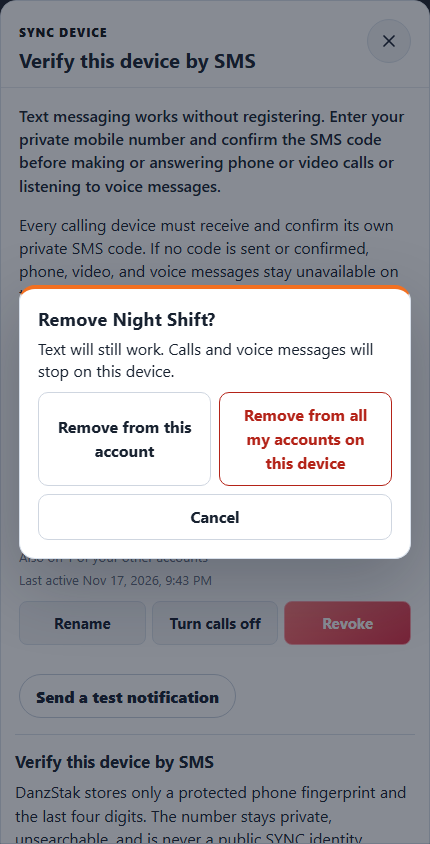 SYNC DEVICE
Verify this device by SMS
Text messaging works without registering. Enter your
private mobile number and confirm the SMS code
before making or answering phone or video calls or
listening to voice messages.
Every calling device must receive and confirm its own
private SMS code. If no code is sent or confirmed,
phone, video, and voice messages stay unavailable on
Remove Night Shift?
Text will still work. Calls and voice messages will
stop on this device.
Remove from this
account
Remove from all
my accounts on
this device
Cancel
Also on 1 of your other accounts
Last active Nov 17, 2026, 9:43 PM
Rename
Turn calls off
Revoke
Send a test notification
Verify this device by SMS
DanzStak stores only a protected phone fingerprint and
the last four digits. The number stays private,
unsearchable, and is never a public SYNC identity.